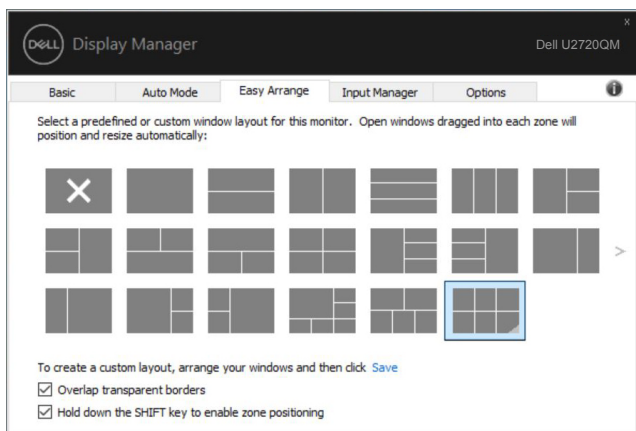 x
DELL Display Manager
Dell U2720QM
Basic Auto Mode Easy Arrange Input Manager Options
Select a predefined or custom window layout for this monitor. Open windows dragged into each zone will
position and resize automatically:
To create a custom layout, arrange your windows and then click Save
Overlap transparent borders
Hold down the SHIFT key to enable zone positioning